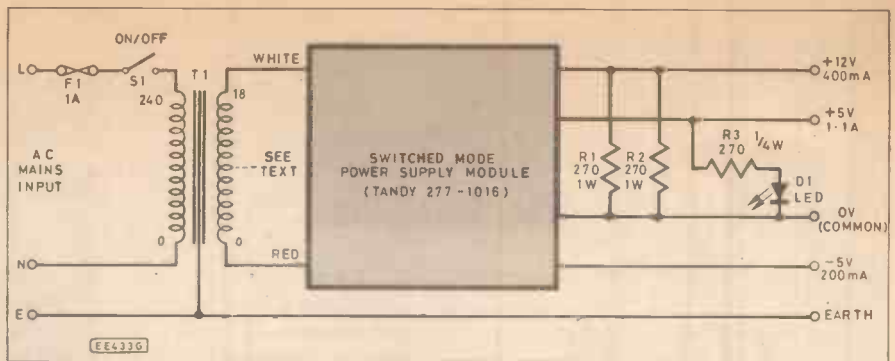 ON/OFF
L
F1
1A
S1
T1
240
18
0
0
WHITE
RED
SEE
TEXT
AC
MAINS
INPUT
N
E
SWITCHED MODE
POWER SUPPLY MODULE
(TANDY 277-1016)
R1
270
1W
R2
270
1W
R3
270
1/4W
D1
LED
+12V
400mA
+5V
1·1A
0V
(COMMON)
-5V
200mA
EARTH
EE433G